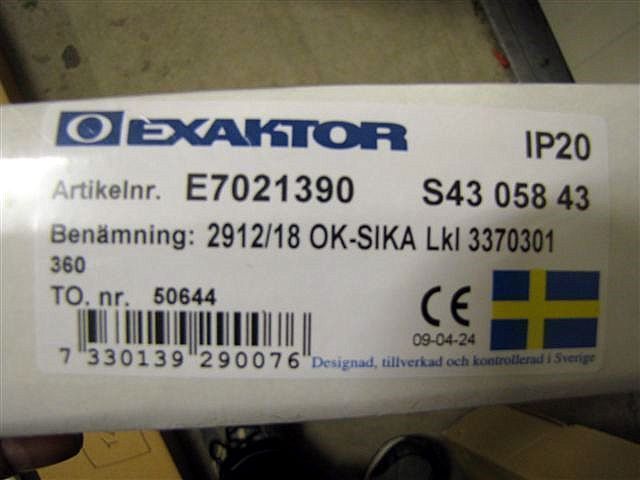 EXAKTOR
IP20
Artikelnr. E7021390 S43 058 43
Benämning: 2912/18 OK-SIKA Lkl 3370301
360
TO. nr. 50644
CE
09-04-24
7 330139 290076
Designad, tillverkad och kontrollerad i Sverige